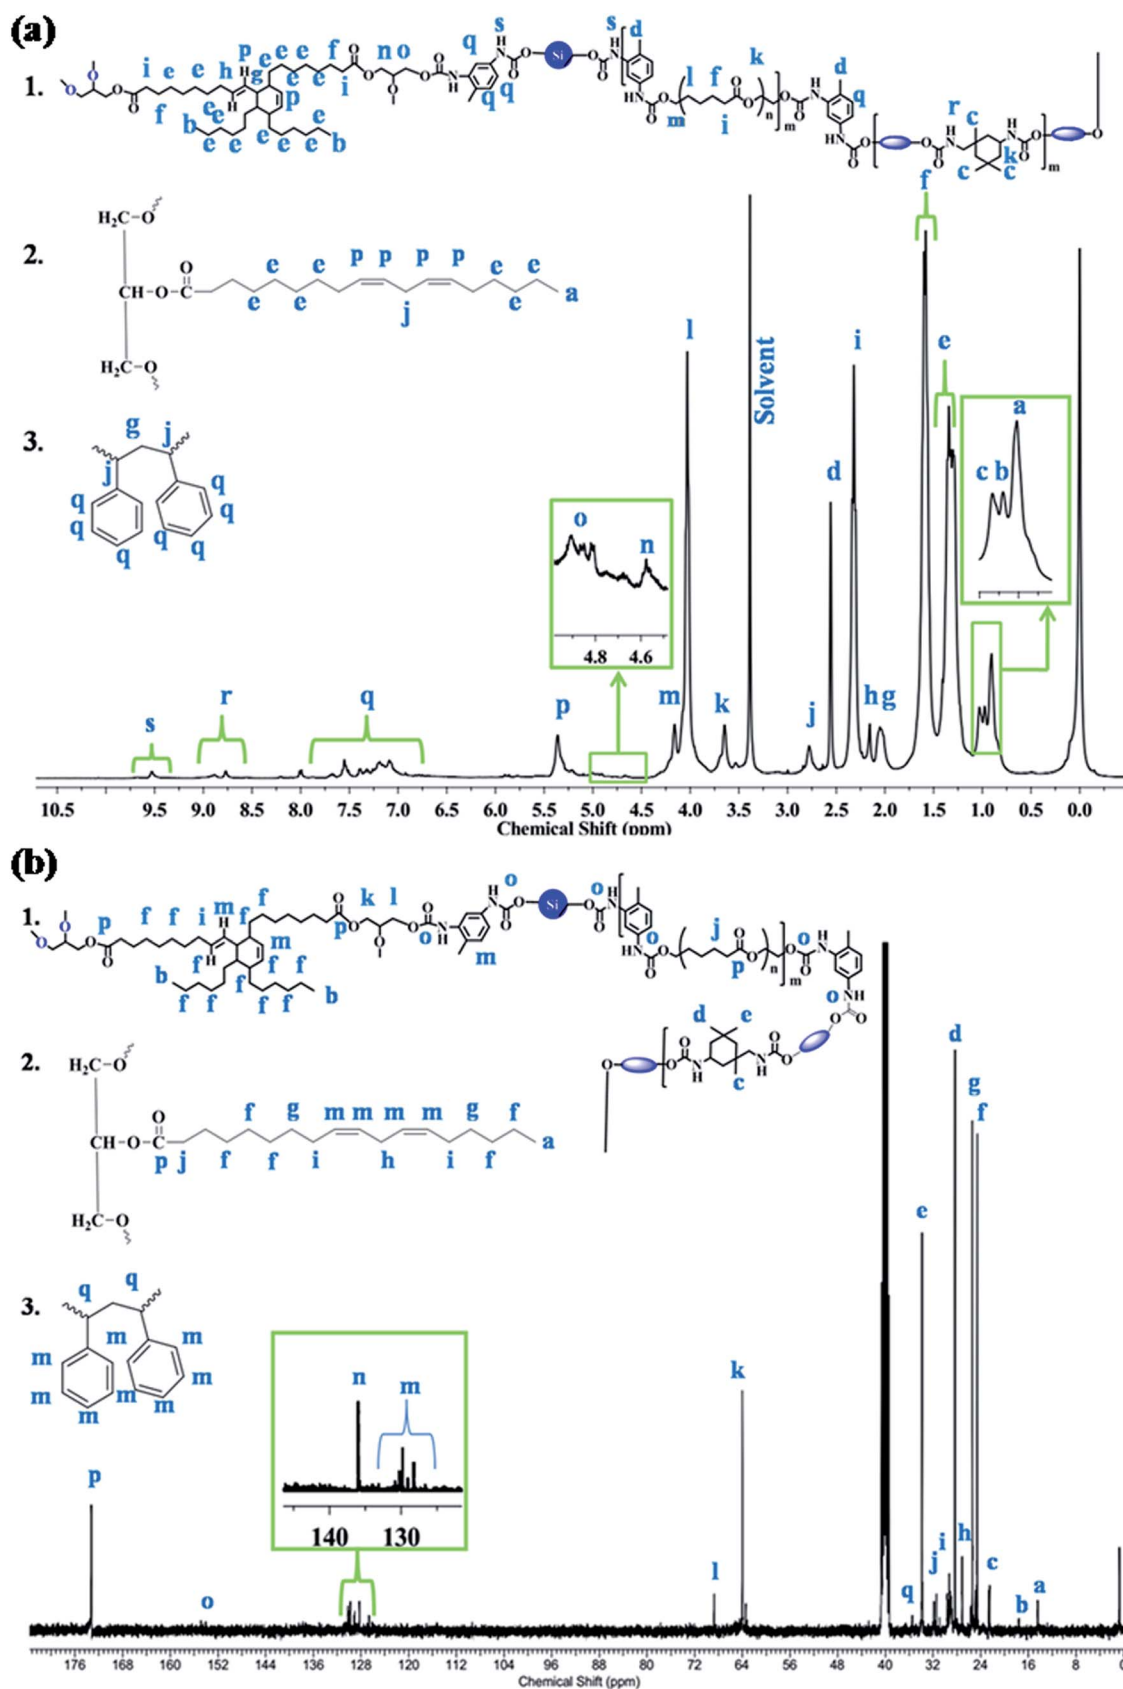 (a)
s s d
p e e e f n o q H N O Si O H N k
i e e h H g e e e i O N H O d
1. O O e e H p q q N H O l f O n m O N H q r
f b e e e e e e b m i N H O O N H c H N O m O
c k c
f
2. H₂C–O
O p p p p
CH–O–C e e e e e e e e a
j
H₂C–O
3. g j
j
q q
q q
q q q
l
Solvent
i
e
a
c b
d
o
n
4.8 4.6
s r q p m k j h g
10.5 9.5 9.0 8.5 8.0 7.5 7.0 6.5 6.0 5.5 5.0 4.5 4.0 3.5 3.0 2.5 2.0 1.5 1.0 0.5 0.0
Chemical Shift (ppm)
(b)
1. p f f i m f f p k l o o Si o
H H m m j p n m o
b f f f f f f f b
o
d e
c
2. H₂C–O
O f g m m m m g f
CH–O–C a
p j f f i h i f
H₂C–O
3. q q
m m m
m m m
m m
d
g
f
e
k
n m
140 130
p
o
l
q j i h c b a
176 168 160 152 144 136 128 120 112 104 96 88 80 72 64 56 48 40 32 24 16 8 0
Chemical Shift (ppm)